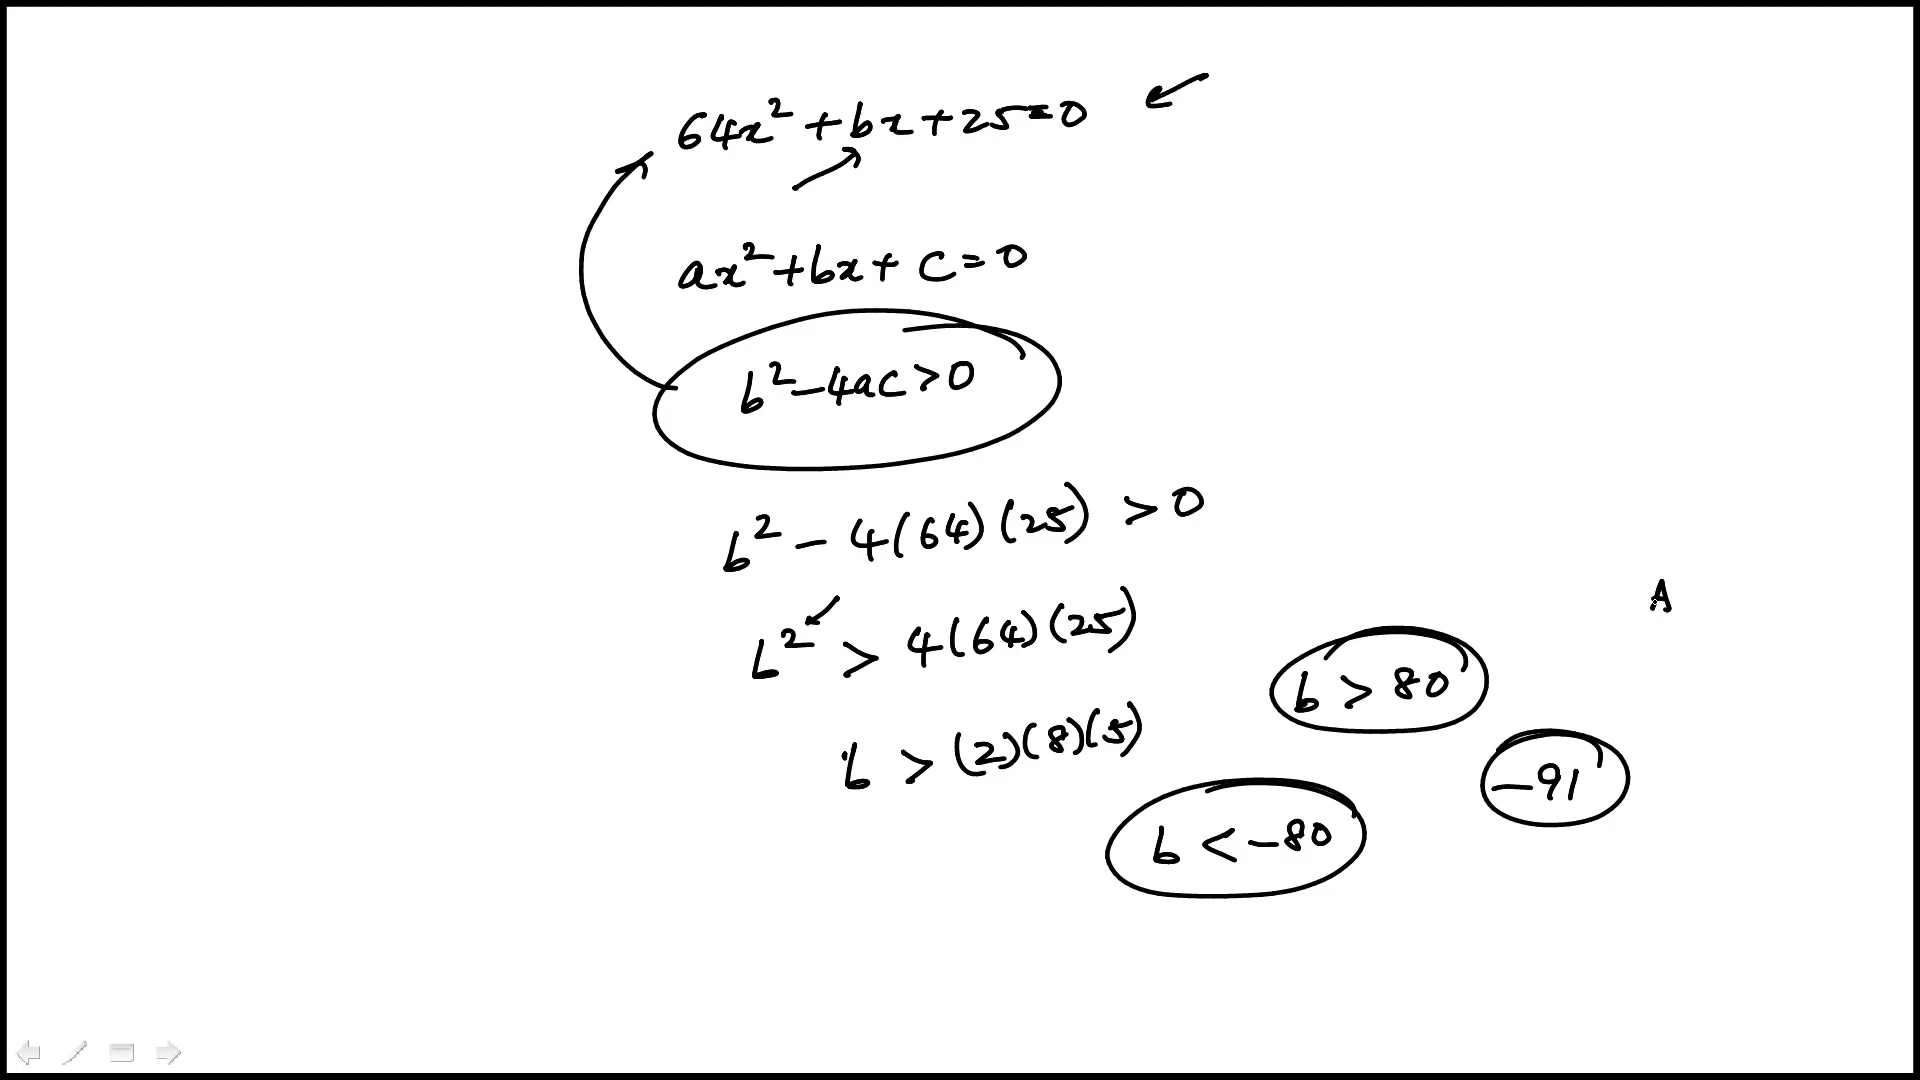 64x² + bx + 25 = 0
ax² + bx + c = 0
b² - 4ac > 0
b² - 4(64)(25) > 0
b² > 4(64)(25)
b > (2)(8)(5)
b > 80
b < -80
-91
A